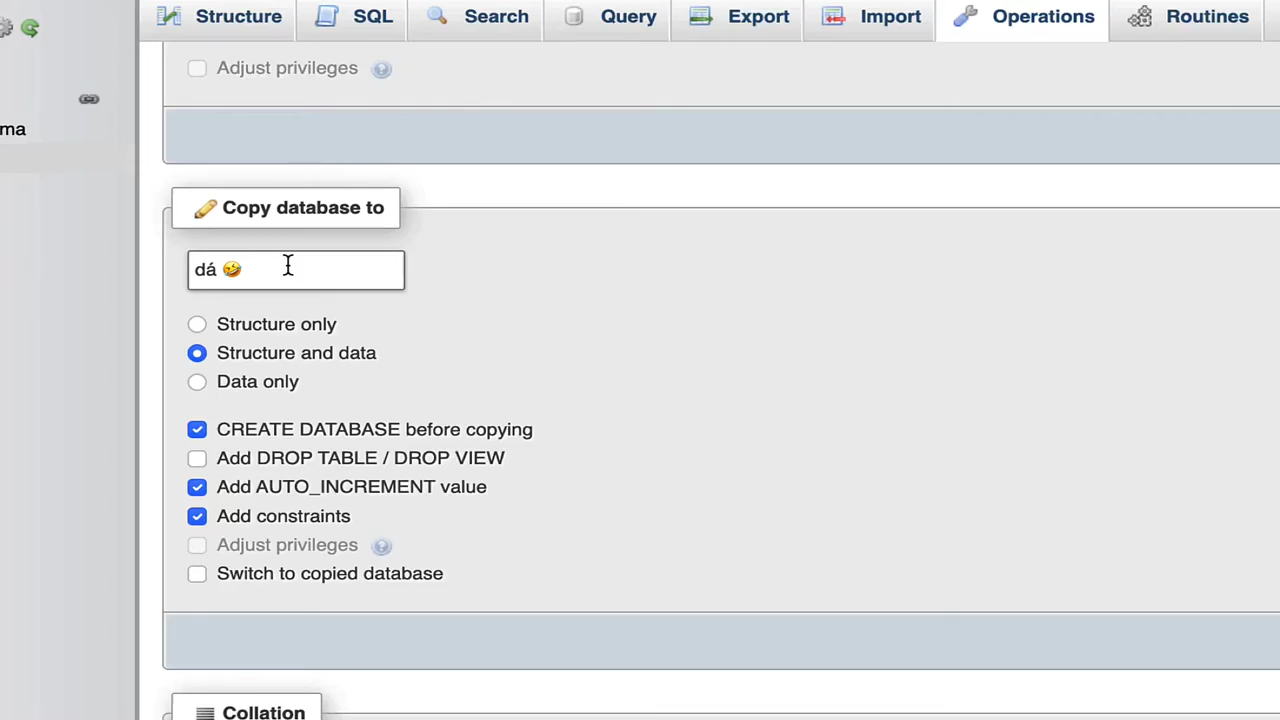 Structure SQL Search Query Export Import Operations Routines
Adjust privileges
ma
Copy database to
dá 🤣
Structure only
Structure and data
Data only
CREATE DATABASE before copying
Add DROP TABLE / DROP VIEW
Add AUTO_INCREMENT value
Add constraints
Adjust privileges
Switch to copied database
Collation